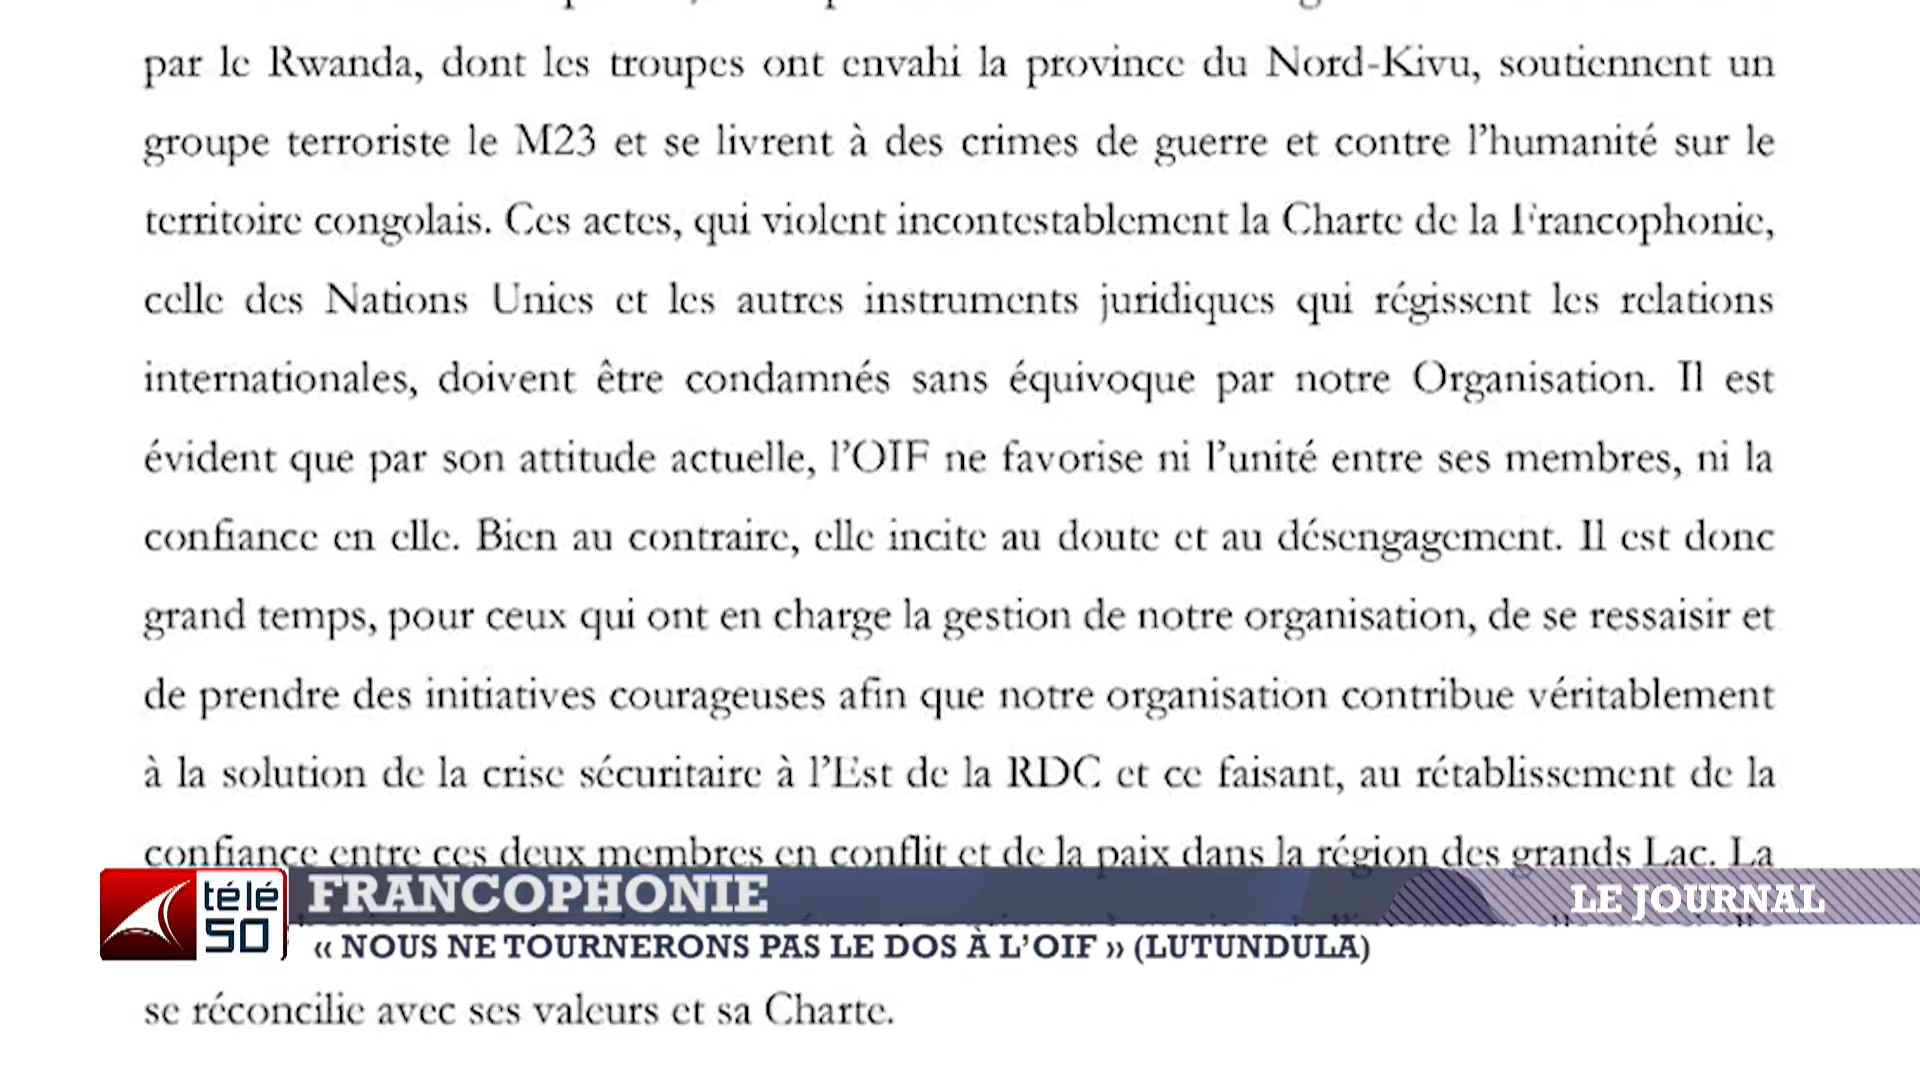 par le Rwanda, dont les troupes ont envahi la province du Nord-Kivu, soutiennent un
groupe terroriste le M23 et se livrent à des crimes de guerre et contre l’humanité sur le
territoire congolais. Ces actes, qui violent incontestablement la Charte de la Francophonie,
celle des Nations Unies et les autres instruments juridiques qui régissent les relations
internationales, doivent être condamnés sans équivoque par notre Organisation. Il est
évident que par son attitude actuelle, l’OIF ne favorise ni l’unité entre ses membres, ni la
confiance en elle. Bien au contraire, elle incite au doute et au désengagement. Il est donc
grand temps, pour ceux qui ont en charge la gestion de notre organisation, de se ressaisir et
de prendre des initiatives courageuses afin que notre organisation contribue véritablement
à la solution de la crise sécuritaire à l’Est de la RDC et ce faisant, au rétablissement de la
confiance entre ces deux membres en conflit et de la paix dans la région des grands Lac. La
télé
50
FRANCOPHONIE
LE JOURNAL
« NOUS NE TOURNERONS PAS LE DOS À L’OIF » (LUTUNDULA)
se réconcilie avec ses valeurs et sa Charte.